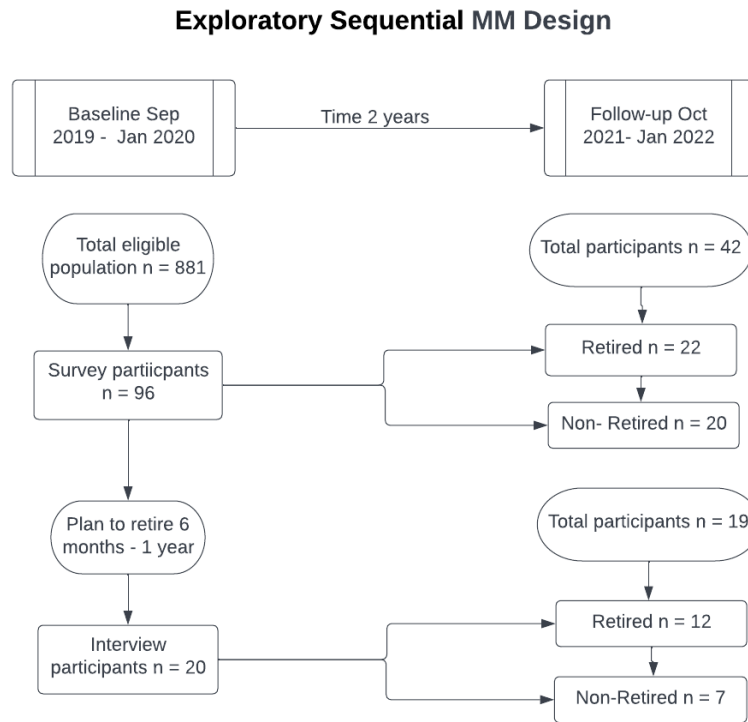 Exploratory Sequential MM Design
Baseline Sep
2019 - Jan 2020
Time 2 years
Follow-up Oct
2021- Jan 2022
Total eligible
population n = 881
Total participants n = 42
Survey partiicpants
n = 96
Retired n = 22
Non- Retired n = 20
Plan to retire 6
months - 1 year
Total participants n = 19
Interview
participants n = 20
Retired n = 12
Non-Retired n = 7